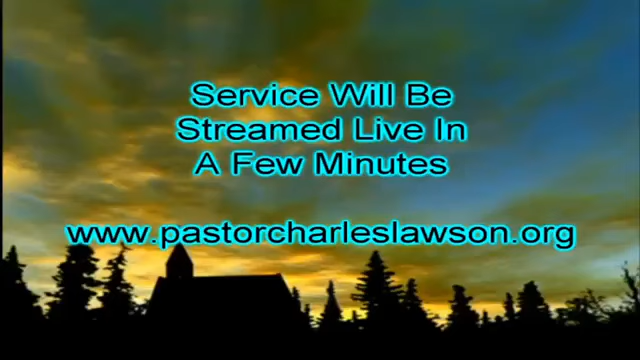 Service Will Be
Streamed Live In
A Few Minutes
www.pastorcharleslawson.org